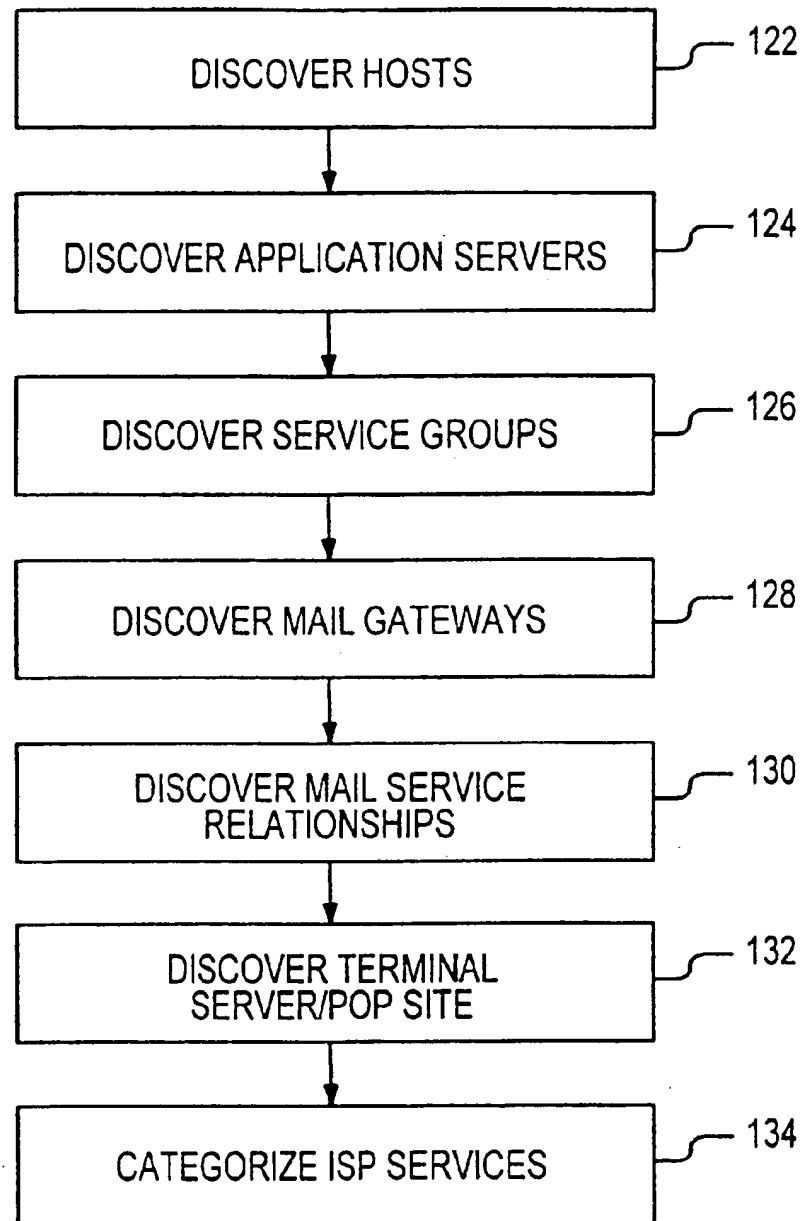 DISCOVER HOSTS
122
DISCOVER APPLICATION SERVERS
124
DISCOVER SERVICE GROUPS
126
DISCOVER MAIL GATEWAYS
128
DISCOVER MAIL SERVICE
RELATIONSHIPS
130
DISCOVER TERMINAL
SERVER/POP SITE
132
CATEGORIZE ISP SERVICES
134